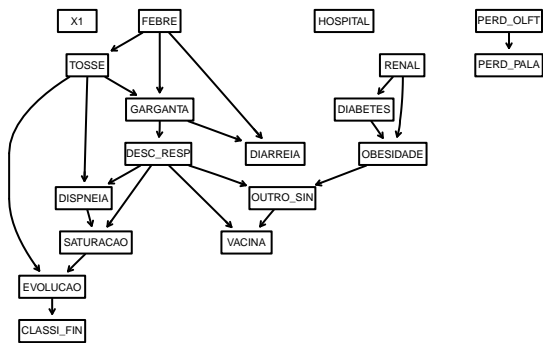 X1
FEBRE
HOSPITAL
PERD_OLFT
TOSSE
RENAL
PERD_PALA
GARGANTA
DIABETES
DESC_RESP
DIARREIA
OBESIDADE
DISPNEIA
OUTRO_SIN
SATURACAO
VACINA
EVOLUCAO
CLASSI_FIN